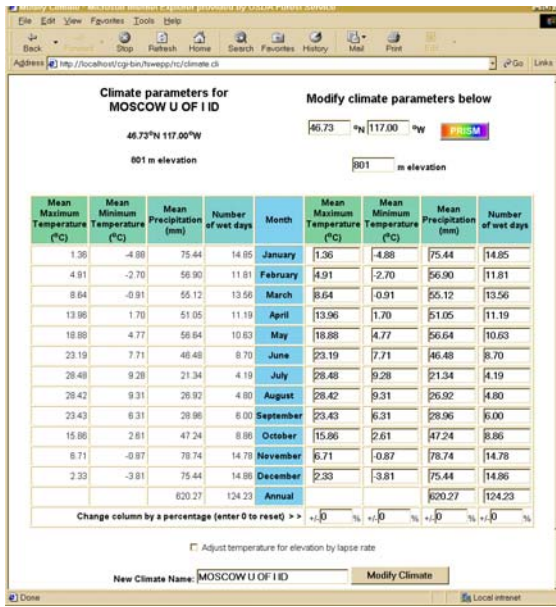 Modify Climate - Microsoft Internet Explorer provided by USDA Forest Service
File Edit View Favorites Tools Help
Back Forward Stop Refresh Home Search Favorites History Mail Print Edit
Address http://localhost/cgi-bin/fswepp/rc/climate.cli Go Links
Climate parameters for
MOSCOW U OF I ID
46.73°N 117.00°W
801 m elevation
Modify climate parameters below
46.73 °N 117.00 °W PRISM
801 m elevation
Mean Maximum Temperature (°C) Mean Minimum Temperature (°C) Mean Precipitation (mm) Number of wet days Month Mean Maximum Temperature (°C) Mean Minimum Temperature (°C) Mean Precipitation (mm) Number of wet days
1.36 -4.88 75.44 14.85 January 1.36 -4.88 75.44 14.85
4.91 -2.70 56.90 11.81 February 4.91 -2.70 56.90 11.81
8.64 -0.91 55.12 13.56 March 8.64 -0.91 55.12 13.56
13.96 1.70 51.05 11.19 April 13.96 1.70 51.05 11.19
18.88 4.77 56.64 10.63 May 18.88 4.77 56.64 10.63
23.19 7.71 46.48 8.70 June 23.19 7.71 46.48 8.70
28.48 9.28 21.34 4.19 July 28.48 9.28 21.34 4.19
28.42 9.31 26.92 4.80 August 28.42 9.31 26.92 4.80
23.43 6.31 28.96 6.00 September 23.43 6.31 28.96 6.00
15.86 2.61 47.24 8.86 October 15.86 2.61 47.24 8.86
6.71 -0.87 78.74 14.78 November 6.71 -0.87 78.74 14.78
2.33 -3.81 75.44 14.86 December 2.33 -3.81 75.44 14.86
620.27 124.23 Annual 620.27 124.23
Change column by a percentage (enter 0 to reset) > > +/- 0 % +/- 0 % +/- 0 % +/- 0 %
Adjust temperature for elevation by lapse rate
New Climate Name: MOSCOW U OF I ID Modify Climate
Done Local intranet